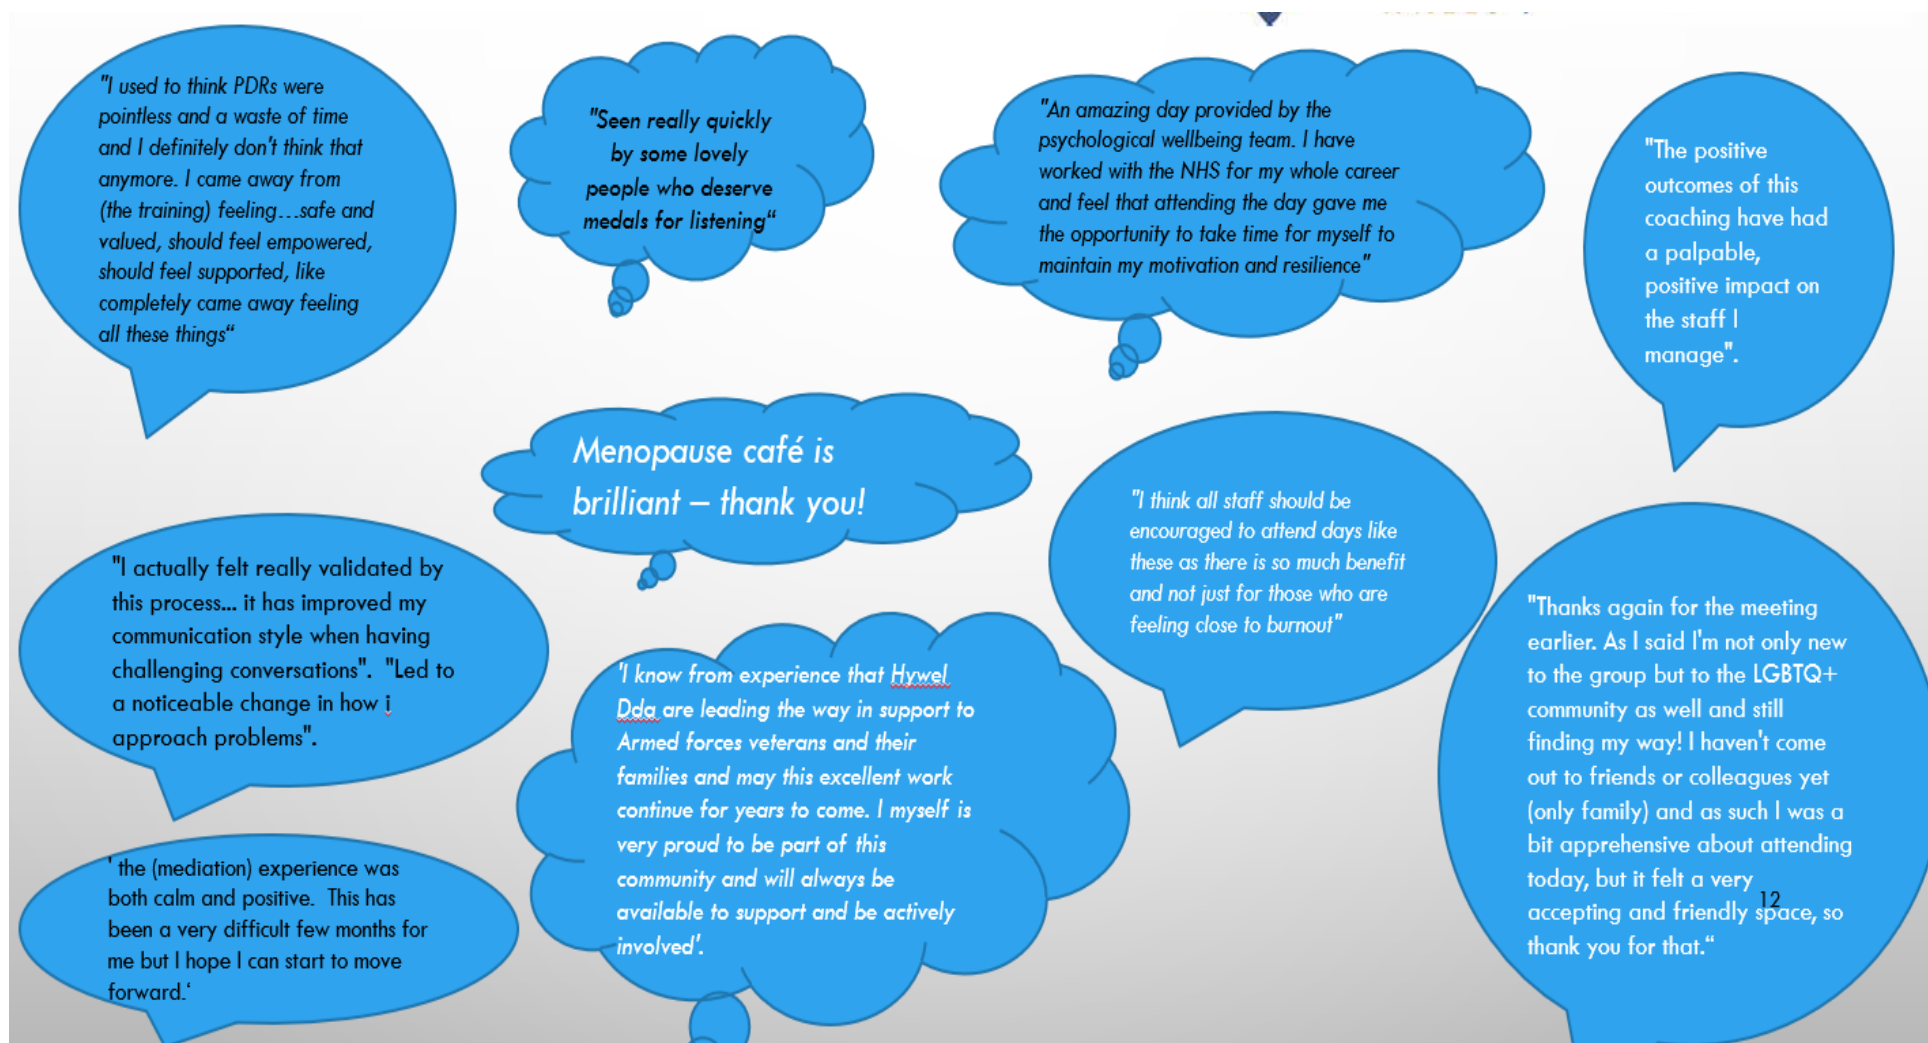 "I used to think PDRs were
pointless and a waste of time
and I definitely don't think that
anymore. I came away from
(the training) feeling…safe and
valued, should feel empowered,
should feel supported, like
completely came away feeling
all these things“
"Seen really quickly
by some lovely
people who deserve
medals for listening“
"An amazing day provided by the
psychological wellbeing team. I have
worked with the NHS for my whole career
and feel that attending the day gave me
the opportunity to take time for myself to
maintain my motivation and resilience"
"The positive
outcomes of this
coaching have had
a palpable,
positive impact on
the staff I
manage".
Menopause café is
brilliant – thank you!
"I think all staff should be
encouraged to attend days like
these as there is so much benefit
and not just for those who are
feeling close to burnout"
"I actually felt really validated by
this process... it has improved my
communication style when having
challenging conversations".  "Led to
a noticeable change in how i
approach problems".
'I know from experience that Hywel
Dda are leading the way in support to
Armed forces veterans and their
families and may this excellent work
continue for years to come. I myself is
very proud to be part of this
community and will always be
available to support and be actively
involved'.
"Thanks again for the meeting
earlier. As I said I'm not only new
to the group but to the LGBTQ+
community as well and still
finding my way! I haven't come
out to friends or colleagues yet
(only family) and as such I was a
bit apprehensive about attending
today, but it felt a very
accepting and friendly space, so
thank you for that.“
12
' the (mediation) experience was
both calm and positive.  This has
been a very difficult few months for
me but I hope I can start to move
forward.‘